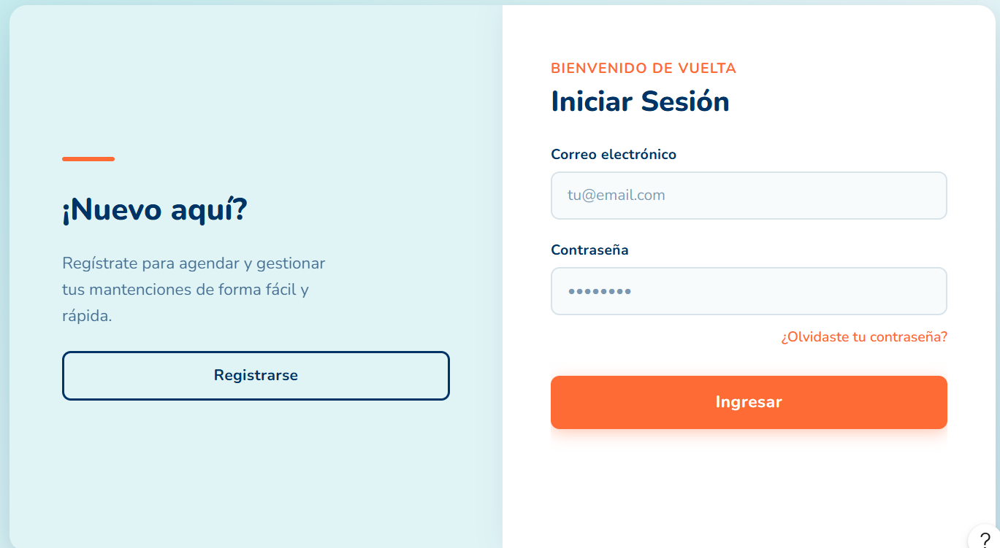 ¿Nuevo aquí?
Regístrate para agendar y gestionar
tus mantenciones de forma fácil y
rápida.
Registrarse
BIENVENIDO DE VUELTA
Iniciar Sesión
Correo electrónico
tu@email.com
Contraseña
••••••••
¿Olvidaste tu contraseña?
Ingresar
?